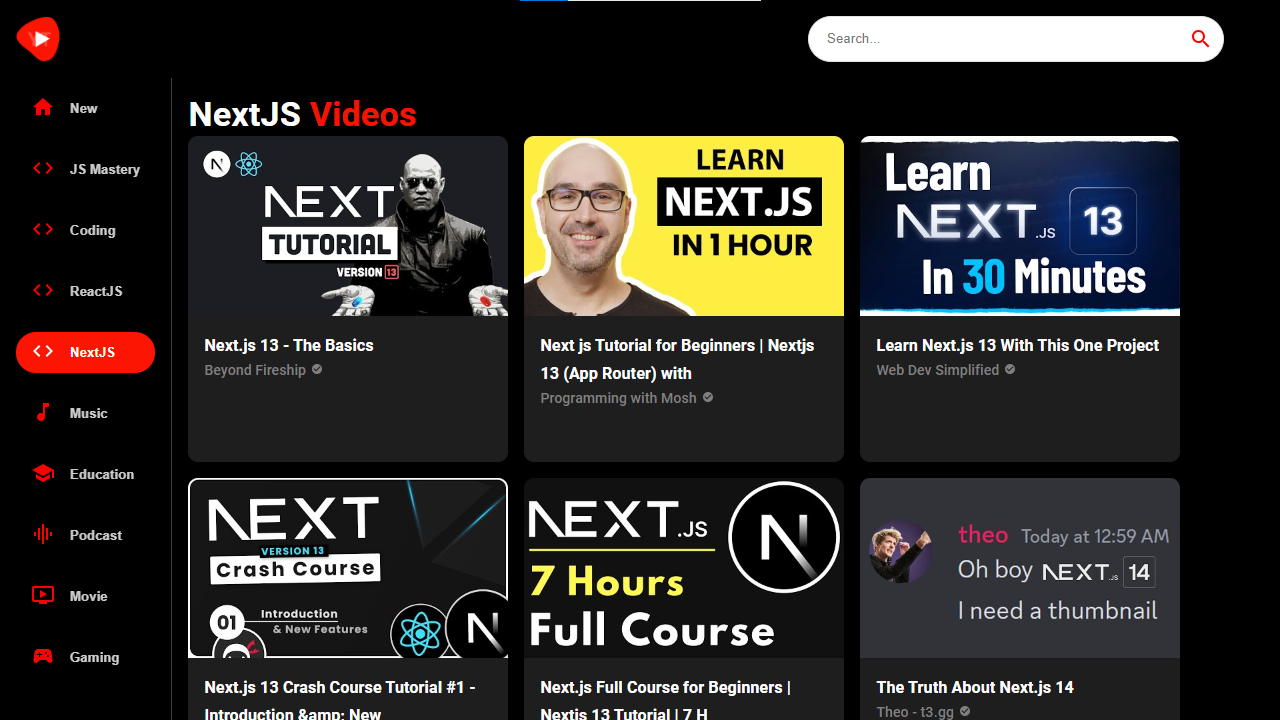 Search...
New
JS Mastery
Coding
ReactJS
NextJS
Music
Education
Podcast
Movie
Gaming
NextJS Videos
N
NEXT
TUTORIAL
VERSION 13
Next.js 13 - The Basics
Beyond Fireship
LEARN
NEXT.JS
IN 1 HOUR
Next js Tutorial for Beginners | Nextjs
13 (App Router) with
Programming with Mosh
Learn
NEXT.JS 13
In 30 Minutes
Learn Next.js 13 With This One Project
Web Dev Simplified
NEXT
VERSION 13
Crash Course
01 Introduction
& New Features
N
Next.js 13 Crash Course Tutorial #1 -
Introduction &amp; New
NEXT.JS
N
7 Hours
Full Course
Next.js Full Course for Beginners |
Nextjs 13 Tutorial | 7 H
theo Today at 12:59 AM
Oh boy NEXT.JS 14
I need a thumbnail
The Truth About Next.js 14
Theo - t3.gg